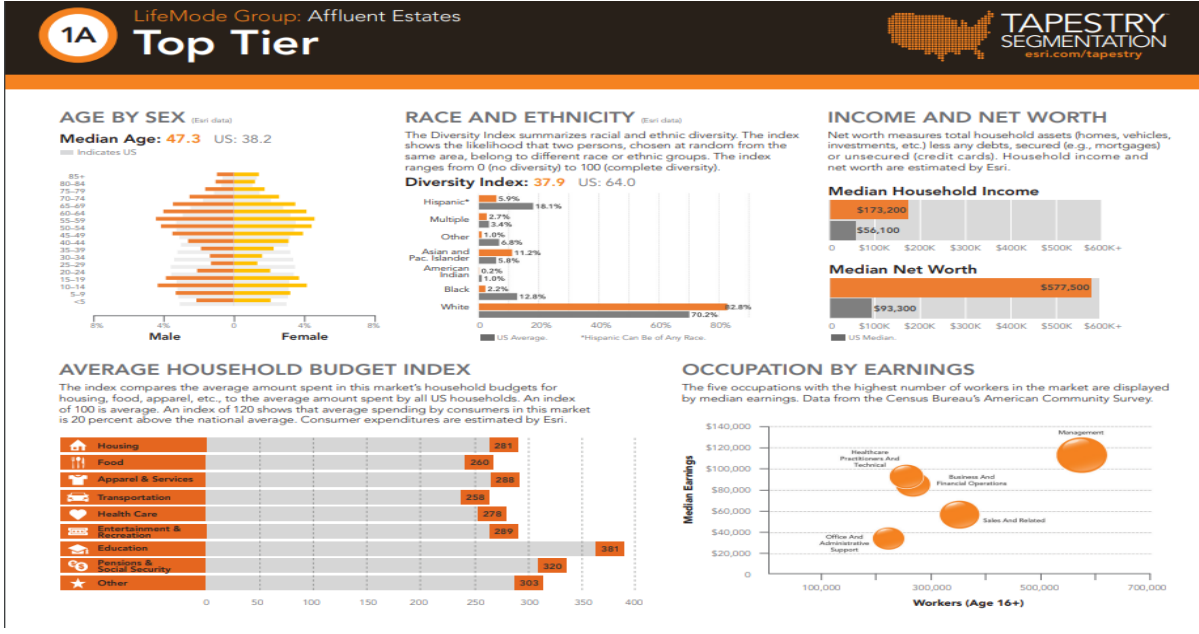 1A
LifeMode Group: Affluent Estates
Top Tier
TAPESTRY™
SEGMENTATION
esri.com/tapestry
AGE BY SEX (Esri data)
Median Age: 47.3 US: 38.2
Indicates US
85+
80–84
75–79
70–74
65–69
60–64
55–59
50–54
45–49
40–44
35–39
30–34
25–29
20–24
15–19
10–14
5–9
<5
8%
4%
0
4%
8%
Male
Female
RACE AND ETHNICITY (Esri data)
The Diversity Index summarizes racial and ethnic diversity. The index
shows the likelihood that two persons, chosen at random from the
same area, belong to different race or ethnic groups. The index
ranges from 0 (no diversity) to 100 (complete diversity).
Diversity Index: 37.9 US: 64.0
Hispanic*
5.9%
18.1%
Multiple
2.7%
3.4%
Other
1.0%
6.8%
Asian and
Pac. Islander
11.2%
5.8%
American
Indian
0.2%
1.0%
Black
2.2%
12.8%
White
82.8%
70.2%
0
20%
40%
60%
80%
US Average.
*Hispanic Can Be of Any Race.
INCOME AND NET WORTH
Net worth measures total household assets (homes, vehicles,
investments, etc.) less any debts, secured (e.g., mortgages)
or unsecured (credit cards). Household income and
net worth are estimated by Esri.
Median Household Income
$173,200
$56,100
0 $100K $200K $300K $400K $500K $600K+
Median Net Worth
$577,500
$93,300
0 $100K $200K $300K $400K $500K $600K+
US Median.
AVERAGE HOUSEHOLD BUDGET INDEX
The index compares the average amount spent in this market's household budgets for
housing, food, apparel, etc., to the average amount spent by all US households. An index
of 100 is average. An index of 120 shows that average spending by consumers in this market
is 20 percent above the national average. Consumer expenditures are estimated by Esri.
Housing 281
Food 260
Apparel & Services 288
Transportation 258
Health Care 278
Entertainment &
Recreation 289
Education 381
Pensions &
Social Security 320
Other 303
0 50 100 150 200 250 300 350 400
OCCUPATION BY EARNINGS
The five occupations with the highest number of workers in the market are displayed
by median earnings. Data from the Census Bureau's American Community Survey.
Median Earnings
$140,000
$120,000
$100,000
$80,000
$60,000
$40,000
$20,000
0
Management
Healthcare
Practitioners And
Technical
Business And
Financial Operations
Sales And Related
Office And
Administrative
Support
100,000 300,000 500,000 700,000
Workers (Age 16+)